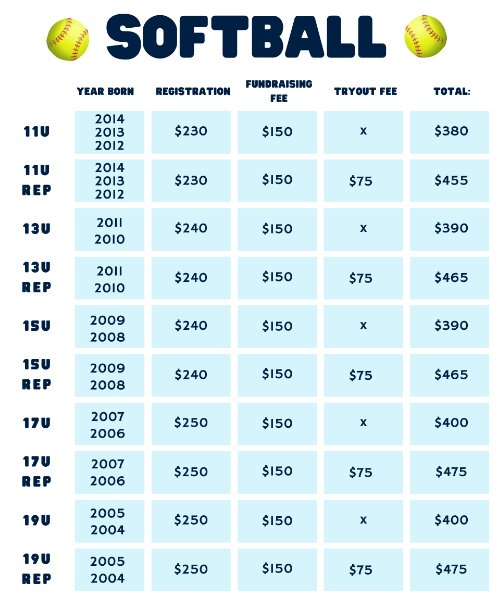 SOFTBALL
YEAR BORN REGISTRATION FUNDRAISING FEE TRYOUT FEE TOTAL:
11U 2014 2013 2012 $230 $150 x $380
11U REP 2014 2013 2012 $230 $150 $75 $455
13U 2011 2010 $240 $150 x $390
13U REP 2011 2010 $240 $150 $75 $465
15U 2009 2008 $240 $150 x $390
15U REP 2009 2008 $240 $150 $75 $465
17U 2007 2006 $250 $150 x $400
17U REP 2007 2006 $250 $150 $75 $475
19U 2005 2004 $250 $150 x $400
19U REP 2005 2004 $250 $150 $75 $475